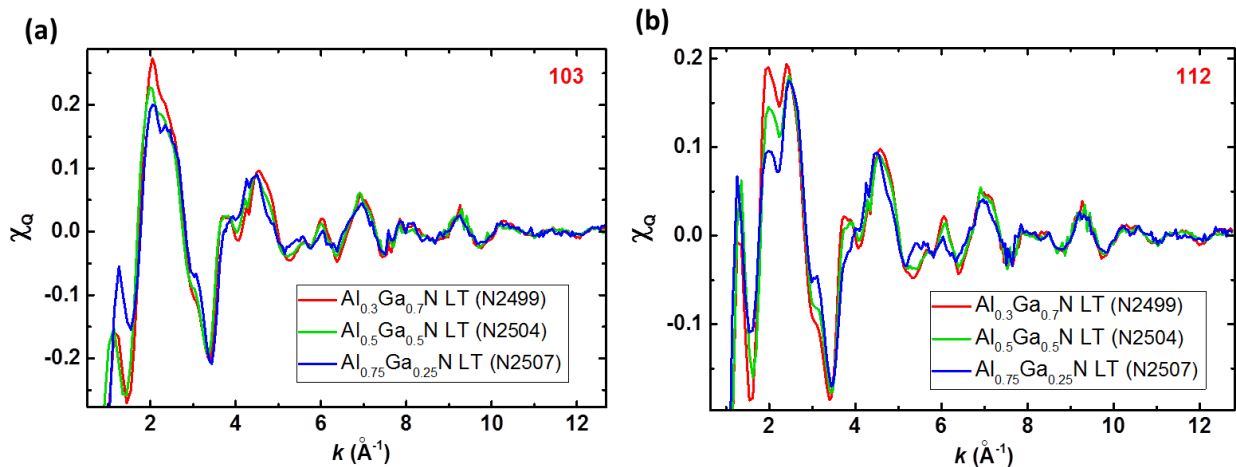 (a)
103
0.2
0.1
0.0
-0.1
-0.2
χQ
Al0.3Ga0.7N LT (N2499)
Al0.5Ga0.5N LT (N2504)
Al0.75Ga0.25N LT (N2507)
2 4 6 8 10 12
k (Å-1)
(b)
112
0.2
0.1
0.0
-0.1
χQ
Al0.3Ga0.7N LT (N2499)
Al0.5Ga0.5N LT (N2504)
Al0.75Ga0.25N LT (N2507)
2 4 6 8 10 12
k (Å-1)